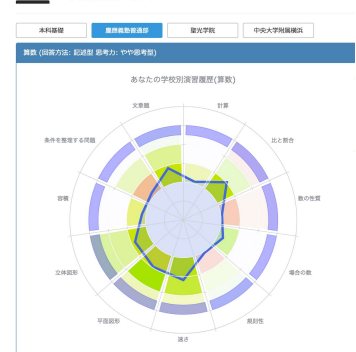 本科基礎
慶應義塾普通部
聖光学院
中央大学附属横浜
算数 (回答方法: 記述型 思考力: やや思考型)
あなたの学校別演習履歴(算数)
計算
比と割合
数の性質
場合の数
規則性
速さ
平面図形
立体図形
容積
条件を整理する問題
文章題